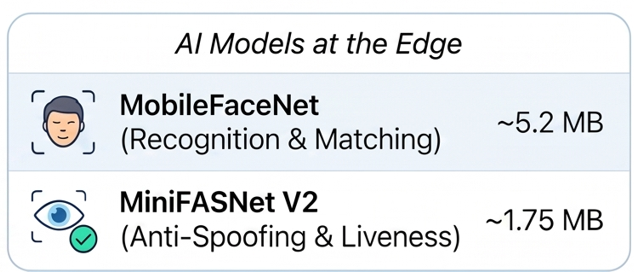 AI Models at the Edge
MobileFaceNet
(Recognition & Matching)
~5.2 MB
MiniFASNet V2
(Anti-Spoofing & Liveness)
~1.75 MB